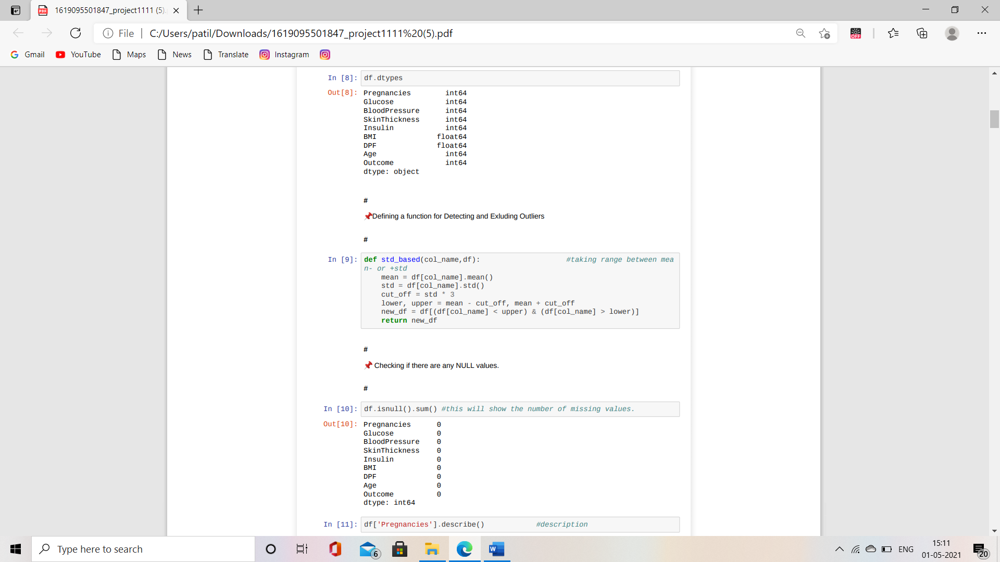 1619095501847_project1111 (5).
File | C:/Users/patil/Downloads/1619095501847_project1111%20(5).pdf
OFF
Gmail YouTube Maps News Translate Instagram
In [8]: df.dtypes
Out[8]: Pregnancies int64
Glucose int64
BloodPressure int64
SkinThickness int64
Insulin int64
BMI float64
DPF float64
Age int64
Outcome int64
dtype: object
#
📌Defining a function for Detecting and Exluding Outliers
#
In [9]: def std_based(col_name,df): #taking range between mea
n- or +std
mean = df[col_name].mean()
std = df[col_name].std()
cut_off = std * 3
lower, upper = mean - cut_off, mean + cut_off
new_df = df[(df[col_name] < upper) & (df[col_name] > lower)]
return new_df
#
📌 Checking if there are any NULL values.
#
In [10]: df.isnull().sum() #this will show the number of missing values.
Out[10]: Pregnancies 0
Glucose 0
BloodPressure 0
SkinThickness 0
Insulin 0
BMI 0
DPF 0
Age 0
Outcome 0
dtype: int64
In [11]: df['Pregnancies'].describe() #description
Type here to search
6
ENG
15:11
01-05-2021
20